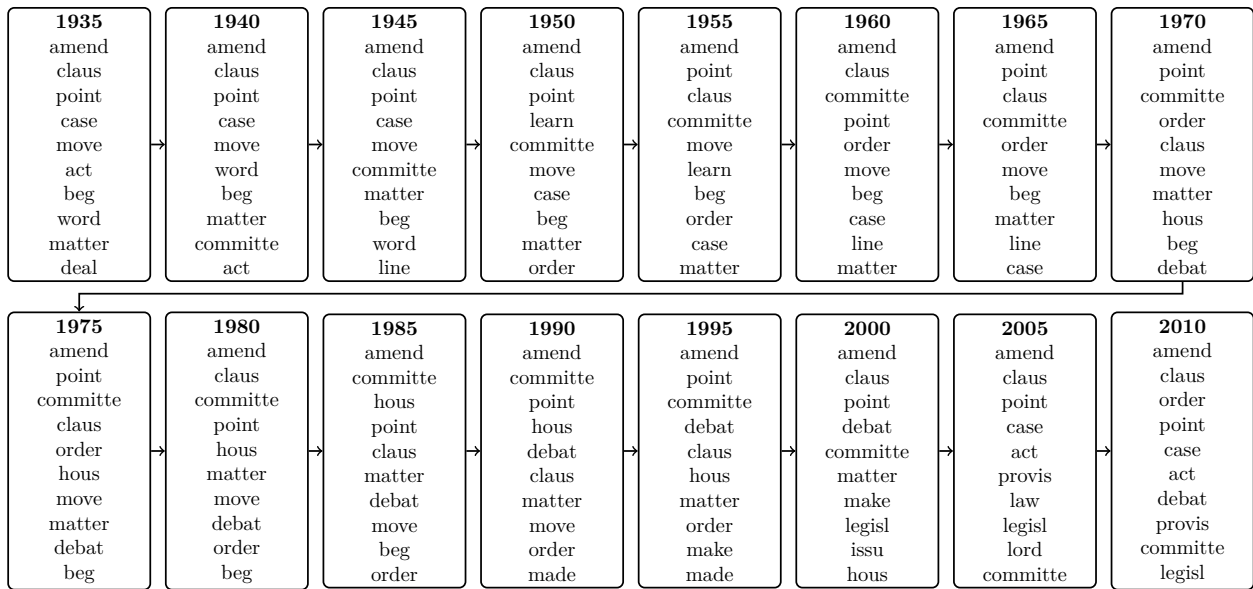 1935
amend
claus
point
case
move
act
beg
word
matter
deal
1940
amend
claus
point
case
move
word
beg
matter
committe
act
1945
amend
claus
point
case
move
committe
matter
beg
word
line
1950
amend
claus
point
learn
committe
move
case
beg
matter
order
1955
amend
point
claus
committe
move
learn
beg
order
case
matter
1960
amend
claus
committe
point
order
move
beg
case
line
matter
1965
amend
point
claus
committe
order
move
beg
matter
line
case
1970
amend
point
committe
order
claus
move
matter
hous
beg
debat
1975
amend
point
committe
claus
order
hous
move
matter
debat
beg
1980
amend
claus
committe
point
hous
matter
move
debat
order
beg
1985
amend
committe
hous
point
claus
matter
debat
move
beg
order
1990
amend
committe
point
hous
debat
claus
matter
move
order
made
1995
amend
point
committe
debat
claus
hous
matter
order
make
made
2000
amend
claus
point
debat
committe
matter
make
legisl
issu
hous
2005
amend
claus
point
case
act
provis
law
legisl
lord
committe
2010
amend
claus
order
point
case
act
debat
provis
committe
legisl